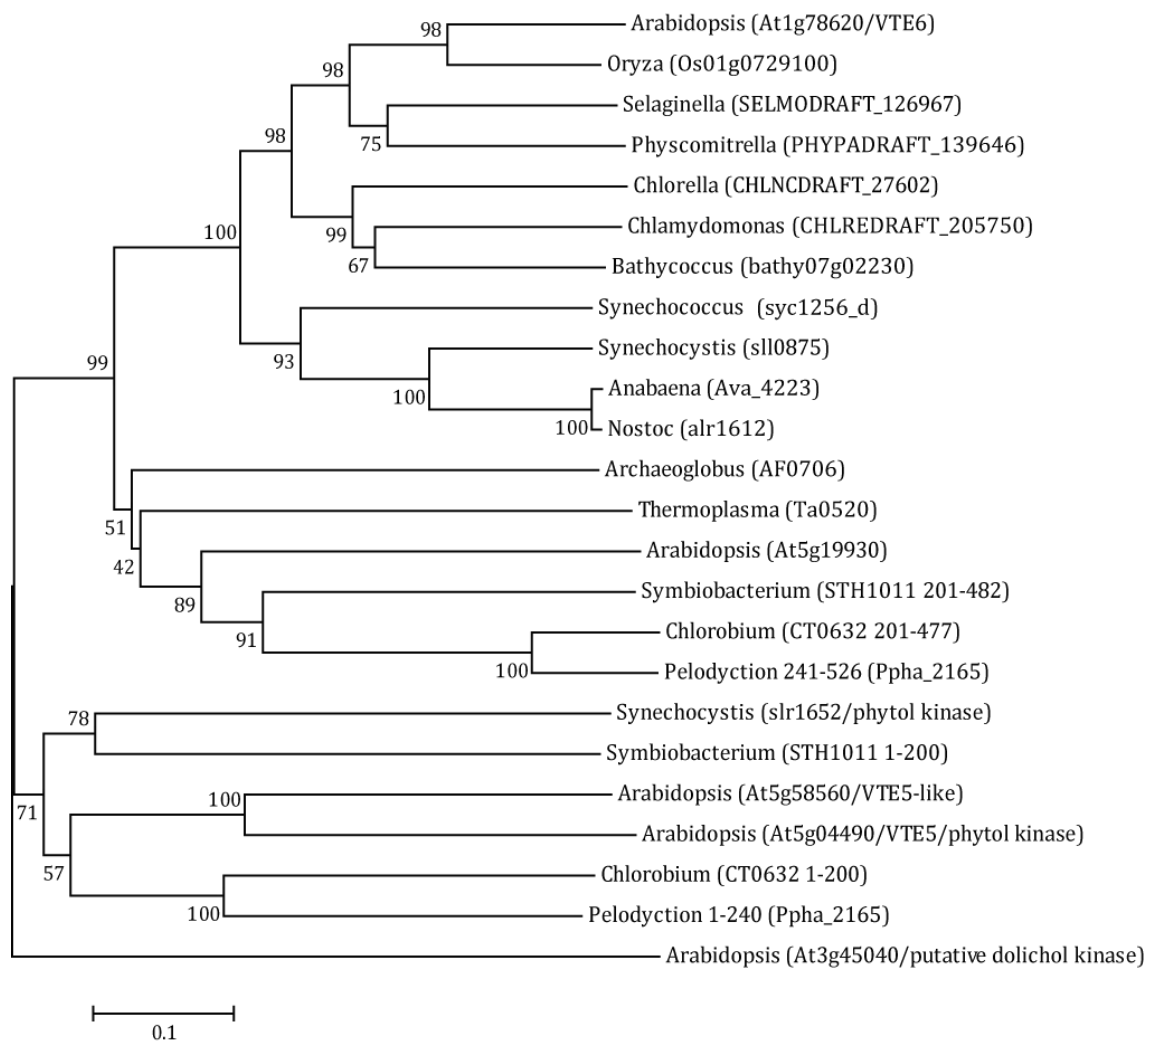 98
Arabidopsis (At1g78620/VTE6)
Oryza (Os01g0729100)
98
Selaginella (SELMODRAFT_126967)
75
Physcomitrella (PHYPADRAFT_139646)
98
Chlorella (CHLNCDRAFT_27602)
99
Chlamydomonas (CHLREDRAFT_205750)
67
Bathycoccus (bathy07g02230)
100
Synechococcus (syc1256_d)
93
Synechocystis (sll0875)
100
Anabaena (Ava_4223)
100
Nostoc (alr1612)
99
Archaeoglobus (AF0706)
51
Thermoplasma (Ta0520)
42
Arabidopsis (At5g19930)
89
Symbiobacterium (STH1011 201-482)
91
Chlorobium (CT0632 201-477)
100
Pelodyction 241-526 (Ppha_2165)
78
Synechocystis (slr1652/phytol kinase)
Symbiobacterium (STH1011 1-200)
71
100
Arabidopsis (At5g58560/VTE5-like)
Arabidopsis (At5g04490/VTE5/phytol kinase)
57
Chlorobium (CT0632 1-200)
100
Pelodyction 1-240 (Ppha_2165)
Arabidopsis (At3g45040/putative dolichol kinase)
0.1